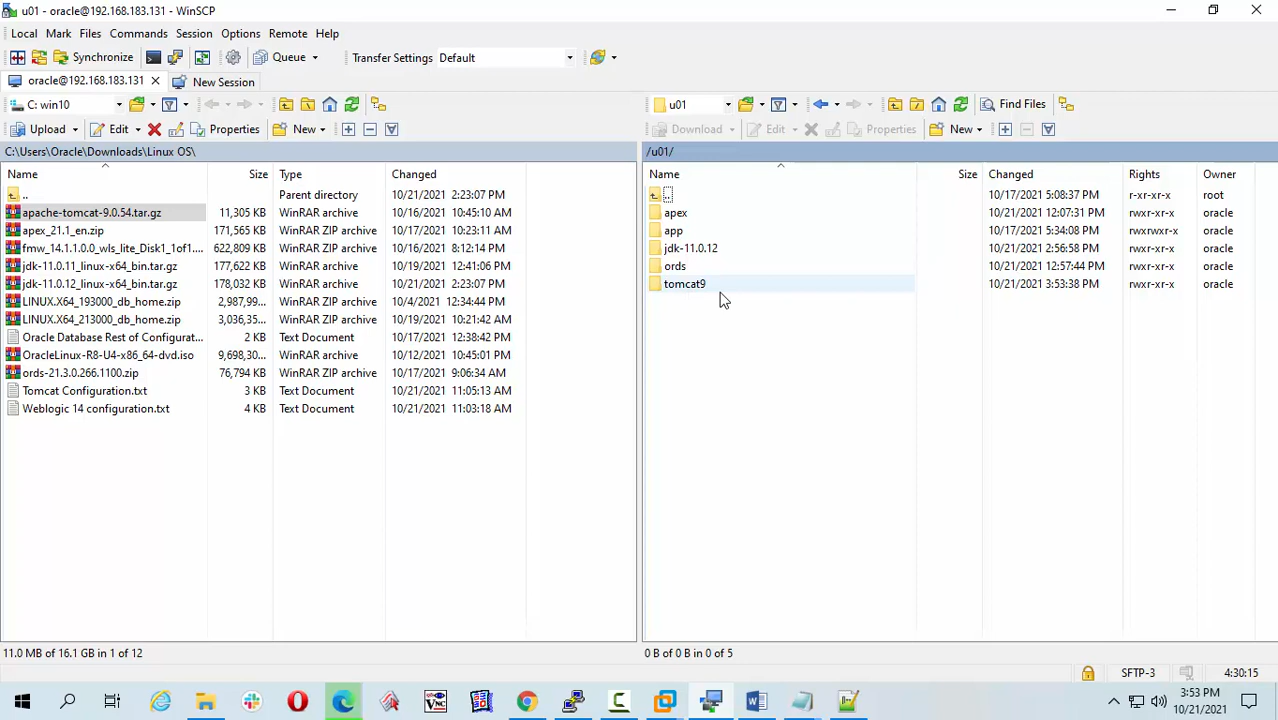 u01 - oracle@192.168.183.131 - WinSCP
Local Mark Files Commands Session Options Remote Help
Synchronize Queue Transfer Settings Default
oracle@192.168.183.131 New Session
C: win10
u01 Find Files
Upload Edit Properties New
Download Edit Properties New
C:\Users\Oracle\Downloads\Linux OS\
/u01/
Name Size Type Changed
.. Parent directory 10/21/2021 2:23:07 PM
apache-tomcat-9.0.54.tar.gz 11,305 KB WinRAR archive 10/16/2021 10:45:10 AM
apex_21.1_en.zip 171,565 KB WinRAR ZIP archive 10/17/2021 10:23:11 AM
fmw_14.1.1.0.0_wls_lite_Disk1_1of1.... 622,809 KB WinRAR ZIP archive 10/16/2021 8:12:14 PM
jdk-11.0.11_linux-x64_bin.tar.gz 177,622 KB WinRAR archive 10/19/2021 12:41:06 PM
jdk-11.0.12_linux-x64_bin.tar.gz 178,032 KB WinRAR archive 10/21/2021 2:23:07 PM
LINUX.X64_193000_db_home.zip 2,987,99... WinRAR ZIP archive 10/4/2021 12:34:44 PM
LINUX.X64_213000_db_home.zip 3,036,35... WinRAR ZIP archive 10/19/2021 10:21:42 AM
Oracle Database Rest of Configurat... 2 KB Text Document 10/17/2021 12:38:42 PM
OracleLinux-R8-U4-x86_64-dvd.iso 9,698,30... WinRAR archive 10/12/2021 10:45:01 PM
ords-21.3.0.266.1100.zip 76,794 KB WinRAR ZIP archive 10/17/2021 9:06:34 AM
Tomcat Configuration.txt 3 KB Text Document 10/21/2021 11:05:13 AM
Weblogic 14 configuration.txt 4 KB Text Document 10/21/2021 11:03:18 AM
Name Size Changed Rights Owner
.. 10/17/2021 5:08:37 PM r-xr-xr-x root
apex 10/21/2021 12:07:31 PM rwxr-xr-x oracle
app 10/17/2021 5:34:08 PM rwxrwxr-x oracle
jdk-11.0.12 10/21/2021 2:56:58 PM rwxr-xr-x oracle
ords 10/21/2021 12:57:44 PM rwxr-xr-x oracle
tomcat9 10/21/2021 3:53:38 PM rwxr-xr-x oracle
11.0 MB of 16.1 GB in 1 of 12
0 B of 0 B in 0 of 5
SFTP-3 4:30:15
3:53 PM
10/21/2021